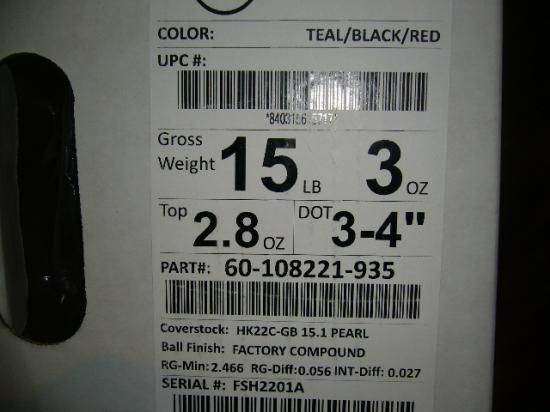 COLOR: TEAL/BLACK/RED
UPC #:
Gross Weight 15 LB 3 OZ
Top 2.8 OZ DOT 3-4"
PART#: 60-108221-935
Coverstock: HK22C-GB 15.1 PEARL
Ball Finish: FACTORY COMPOUND
RG-Min: 2.466 RG-Diff:0.056 INT-Diff: 0.027
SERIAL #: FSH2201A